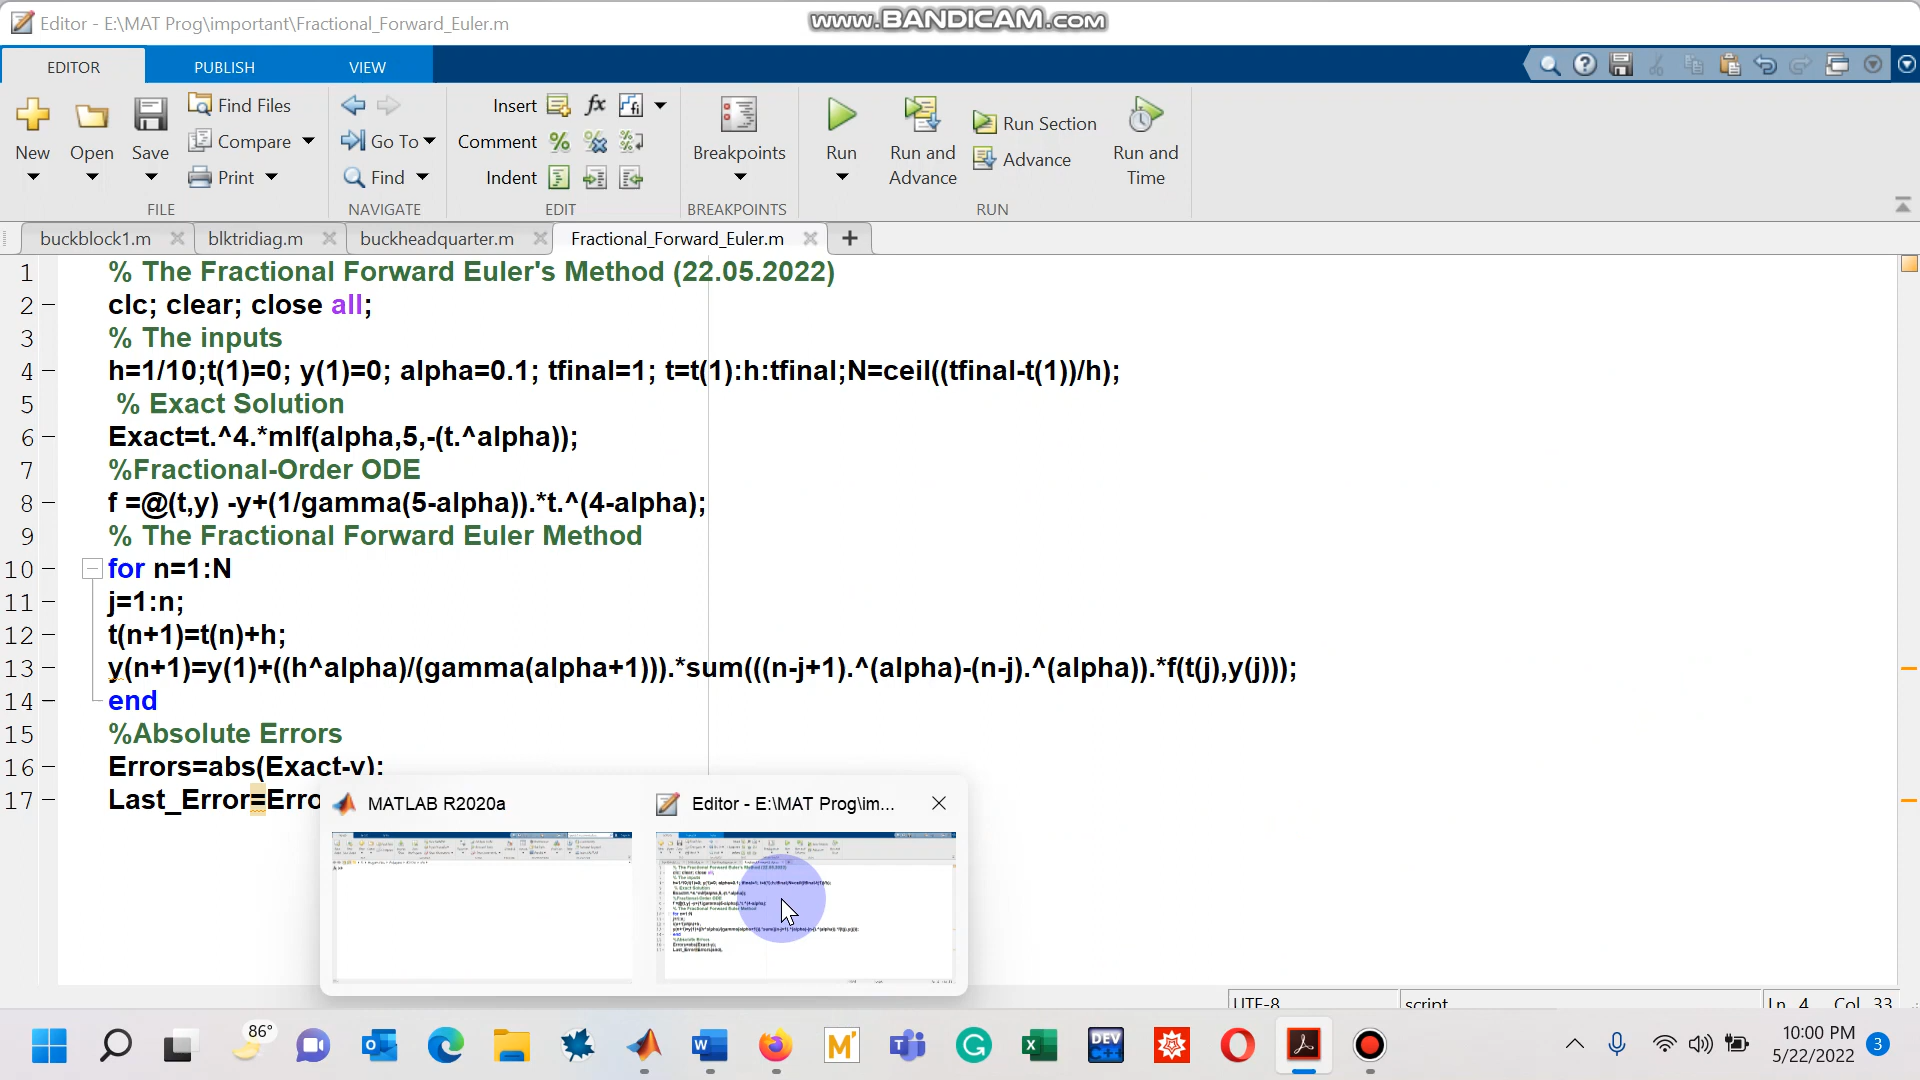 Editor - E:\MAT Prog\important\Fractional_Forward_Euler.m
www.BANDICAM.com
EDITOR
PUBLISH
VIEW
New
Open
Save
Find Files
Compare
Print
FILE
Go To
Find
NAVIGATE
Insert
fx
Comment
Indent
EDIT
Breakpoints
BREAKPOINTS
Run
Run and Advance
Run Section
Advance
Run and Time
RUN
buckblock1.m
blktridiag.m
buckheadquarter.m
Fractional_Forward_Euler.m
1 % The Fractional Forward Euler's Method (22.05.2022)
2 clc; clear; close all;
3 % The inputs
4 h=1/10;t(1)=0; y(1)=0; alpha=0.1; tfinal=1; t=t(1):h:tfinal;N=ceil((tfinal-t(1))/h);
5 % Exact Solution
6 Exact=t.^4.*mlf(alpha,5,-(t.^alpha));
7 %Fractional-Order ODE
8 f =@(t,y) -y+(1/gamma(5-alpha)).*t.^(4-alpha);
9 % The Fractional Forward Euler Method
10 for n=1:N
11 j=1:n;
12 t(n+1)=t(n)+h;
13 y(n+1)=y(1)+((h^alpha)/(gamma(alpha+1))).*sum(((n-j+1).^(alpha)-(n-j).^(alpha)).*f(t(j),y(j)));
14 end
15 %Absolute Errors
16 Errors=abs(Exact-y);
17 Last_Error=Erro
MATLAB R2020a
Editor - E:\MAT Prog\im...
UTF-8
script
Ln 4 Col 33
86°
DEV C++
10:00 PM
5/22/2022
3